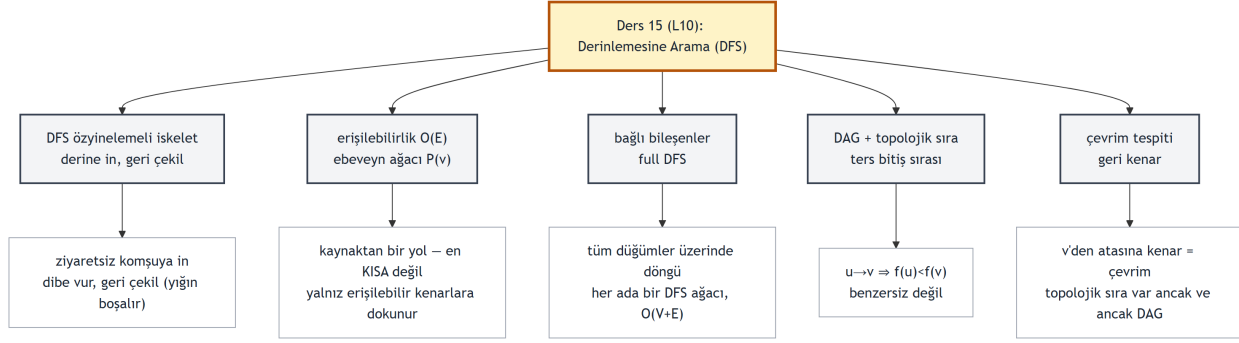 Ders 15 (L10):
Derinlemesine Arama (DFS)
DFS özyinelemeli iskelet
derine in, geri çekil
erişilebilirlik O(E)
ebeveyn ağacı P(v)
bağlı bileşenler
full DFS
DAG + topolojik sıra
ters bitiş sırası
çevrim tespiti
geri kenar
ziyaretsiz komşuya in
dibe vur, geri çekil (yığın
boşalır)
kaynaktan bir yol — en
KISA değil
yalnız erişilebilir kenarlara
dokunur
tüm düğümler üzerinde
döngü
her ada bir DFS ağacı,
O(V+E)
u→v ⇒ f(u)<f(v)
benzersiz değil
v'den atasına kenar =
çevrim
topolojik sıra var ancak ve
ancak DAG